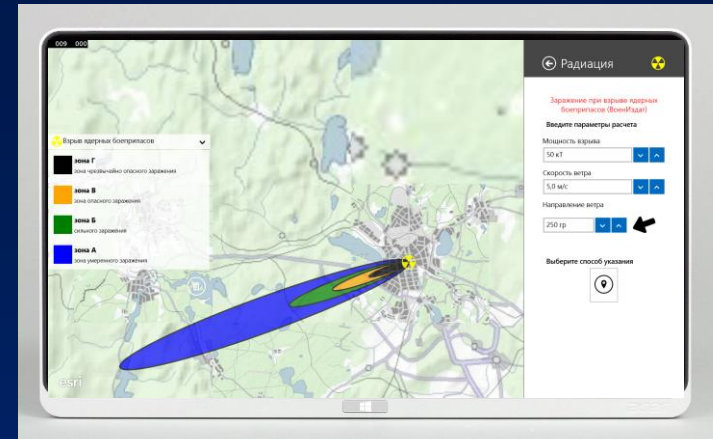 009 000
Взрыв ядерных боеприпасов
зона Г
зона чрезвычайно опасного заражения
зона В
зона опасного заражения
зона Б
сильного заражения
зона А
зона умеренного заражения
esri
Радиация
Заражение при взрыве ядерных
боеприпасов (ВоенИздат)
Введите параметры расчета
Мощность взрыва
50 кТ
Скорость ветра
5,0 м/с
Направление ветра
250 гр
Выберите способ указания